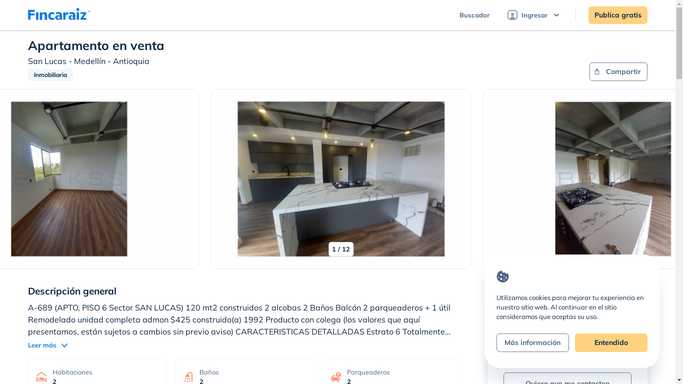 Fincaraiz
Buscador
Ingresar
Publica gratis
Apartamento en venta
San Lucas - Medellín - Antioquia
Inmobiliaria
Compartir
1 / 12
Descripción general
A-689 (APTO, PISO 6 Sector SAN LUCAS) 120 mt2 construidos 2 alcobas 2 Baños Balcón 2 parqueaderos + 1 útil
Remodelado unidad completa admon $425 construido(a) 1992 Producto con colega (los valores que aquí
presentamos, están sujetos a cambios sin previo aviso) CARACTERISTICAS DETALLADAS Estrato 6 Totalmente...
Leer más
Habitaciones
2
Baños
2
Parqueaderos
2
Utilizamos cookies para mejorar tu experiencia en
nuestro sitio web. Al continuar en el sitio
consideramos que aceptas su uso.
Más información
Entendido
Quiero que me contacten